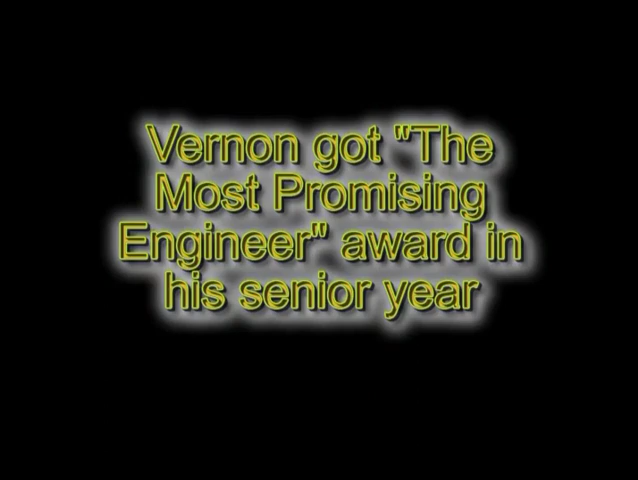 Vernon got "The
Most Promising
Engineer" award in
his senior year